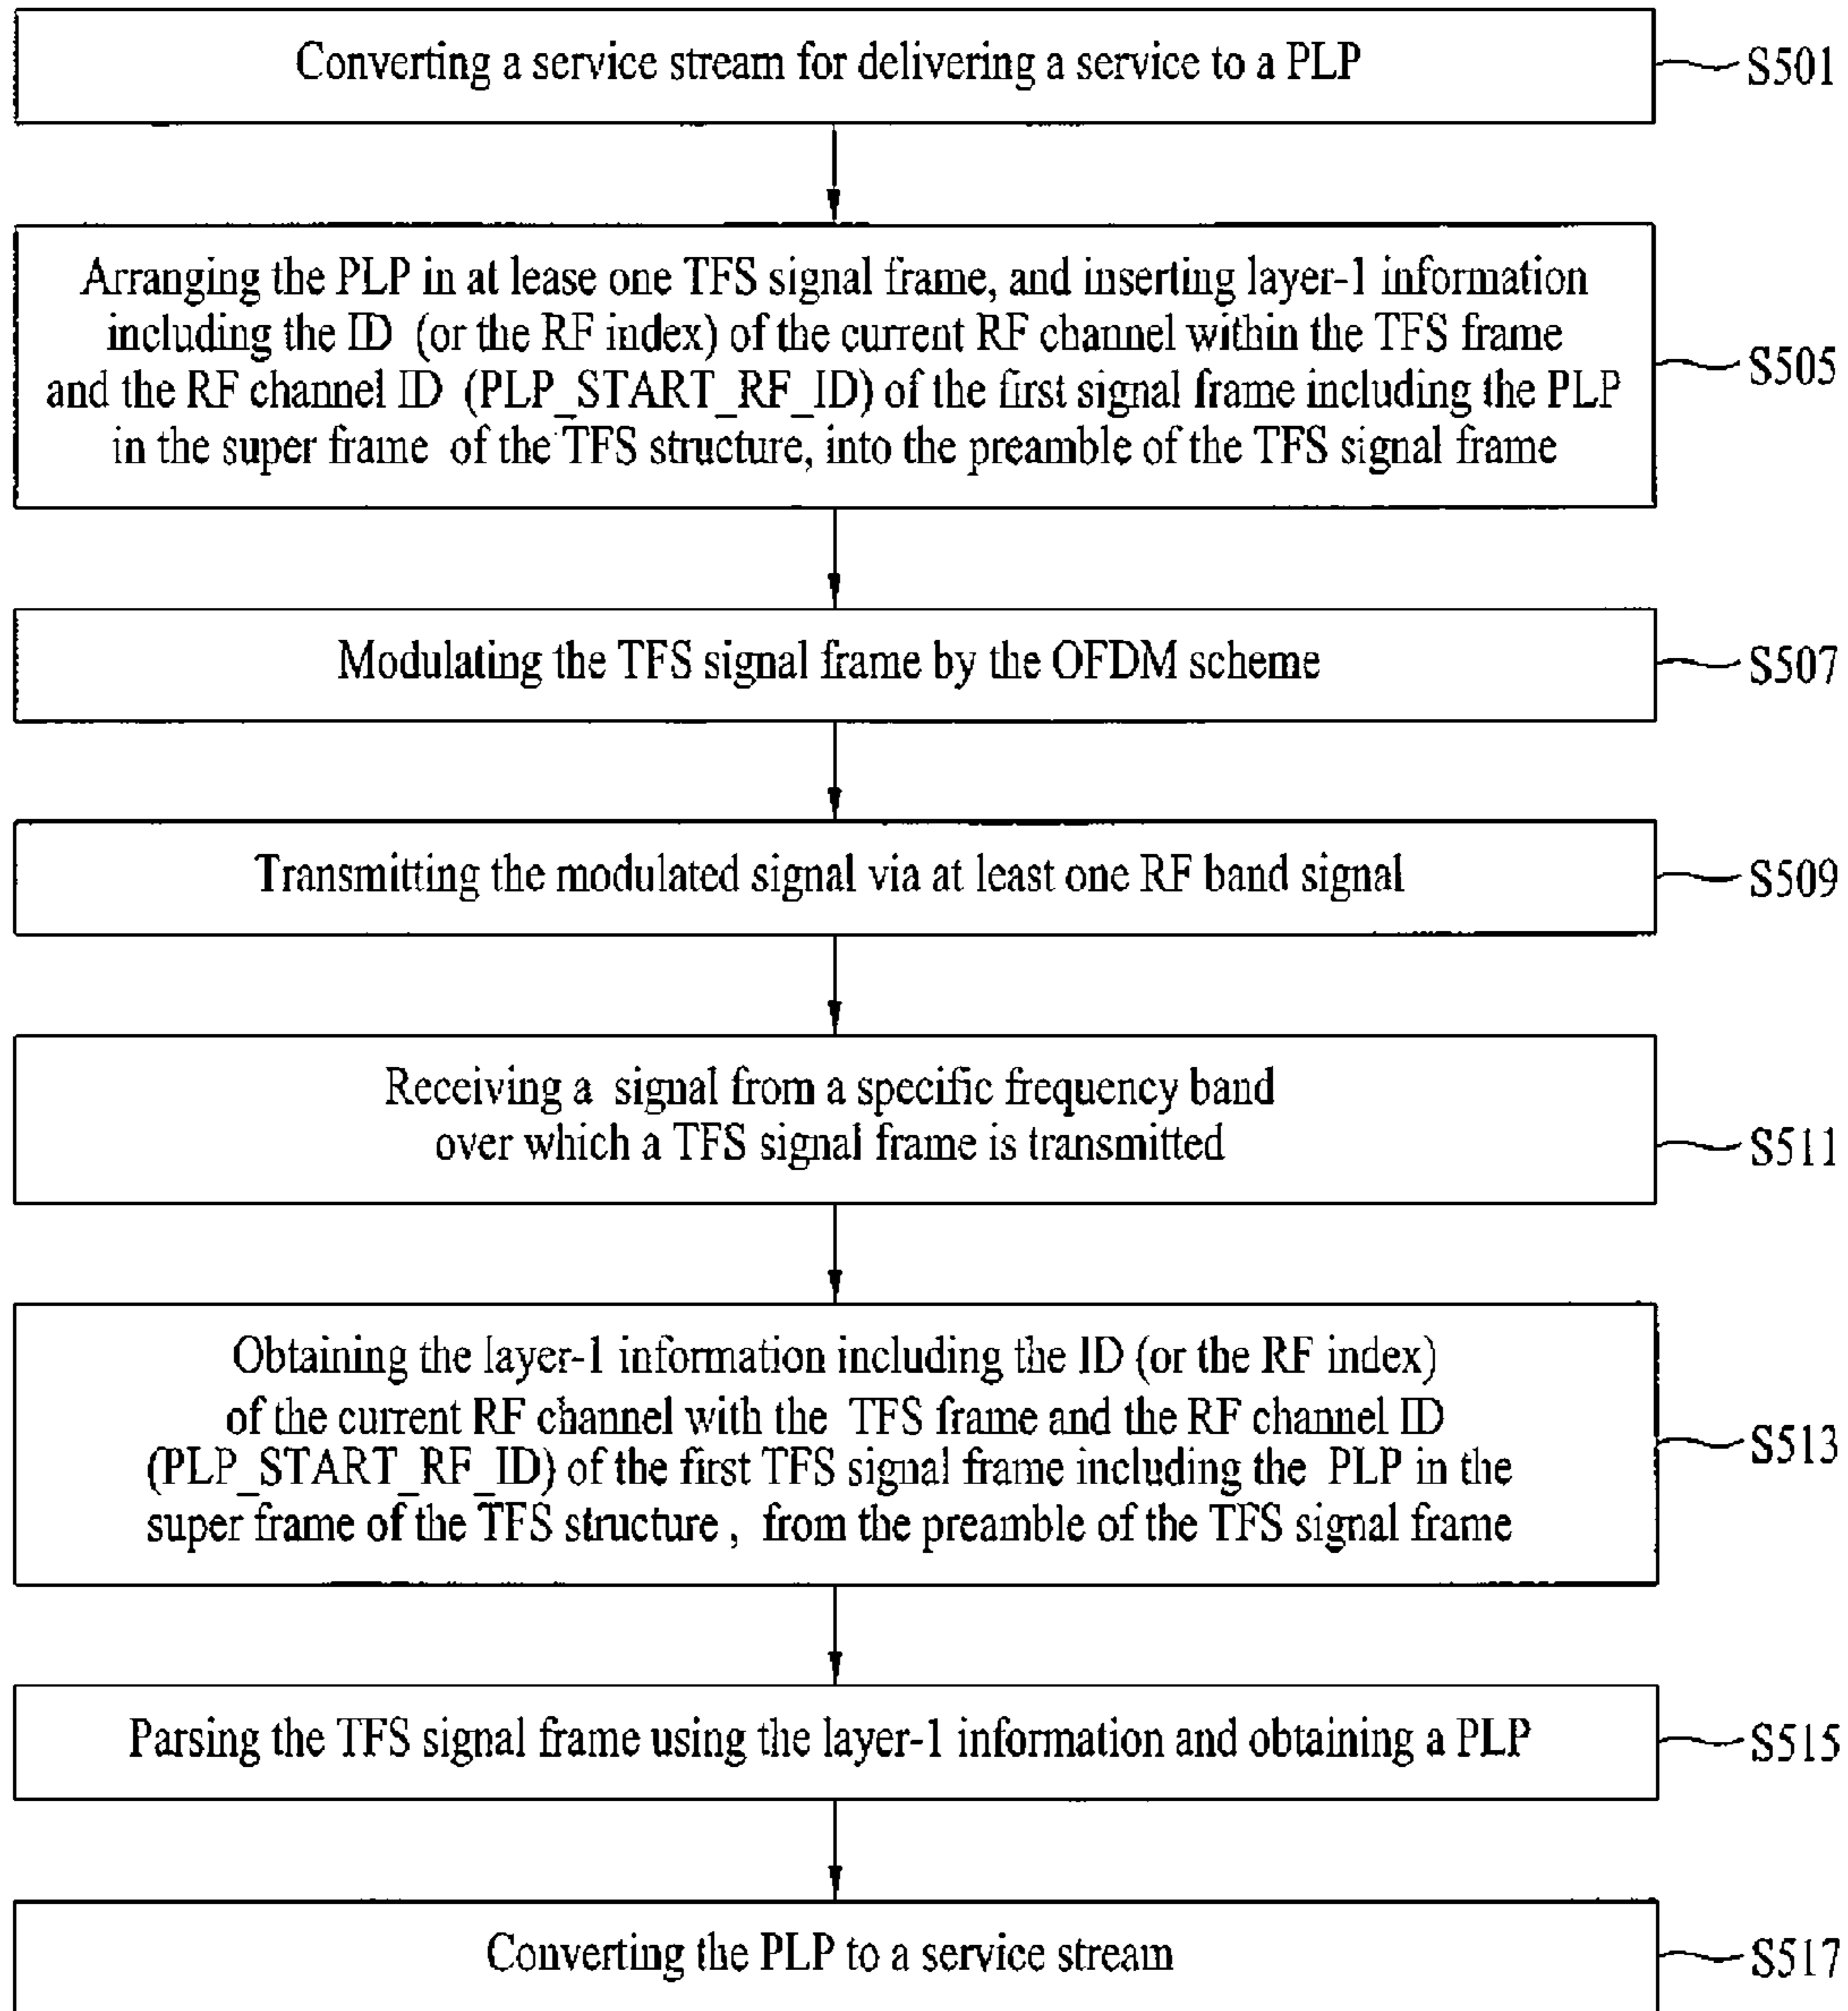 Converting a service stream for delivering a service to a PLP
S501
Arranging the PLP in at lease one TFS signal frame, and inserting layer-1 information
including the ID (or the RF index) of the current RF channel within the TFS frame
and the RF channel ID (PLP_START_RF_ID) of the first signal frame including the PLP
in the super frame of the TFS structure, into the preamble of the TFS signal frame
S505
Modulating the TFS signal frame by the OFDM scheme
S507
Transmitting the modulated signal via at least one RF band signal
S509
Receiving a signal from a specific frequency band
over which a TFS signal frame is transmitted
S511
Obtaining the layer-1 information including the ID (or the RF index)
of the current RF channel with the TFS frame and the RF channel ID
(PLP_START_RF_ID) of the first TFS signal frame including the PLP in the
super frame of the TFS structure , from the preamble of the TFS signal frame
S513
Parsing the TFS signal frame using the layer-1 information and obtaining a PLP
S515
Converting the PLP to a service stream
S517